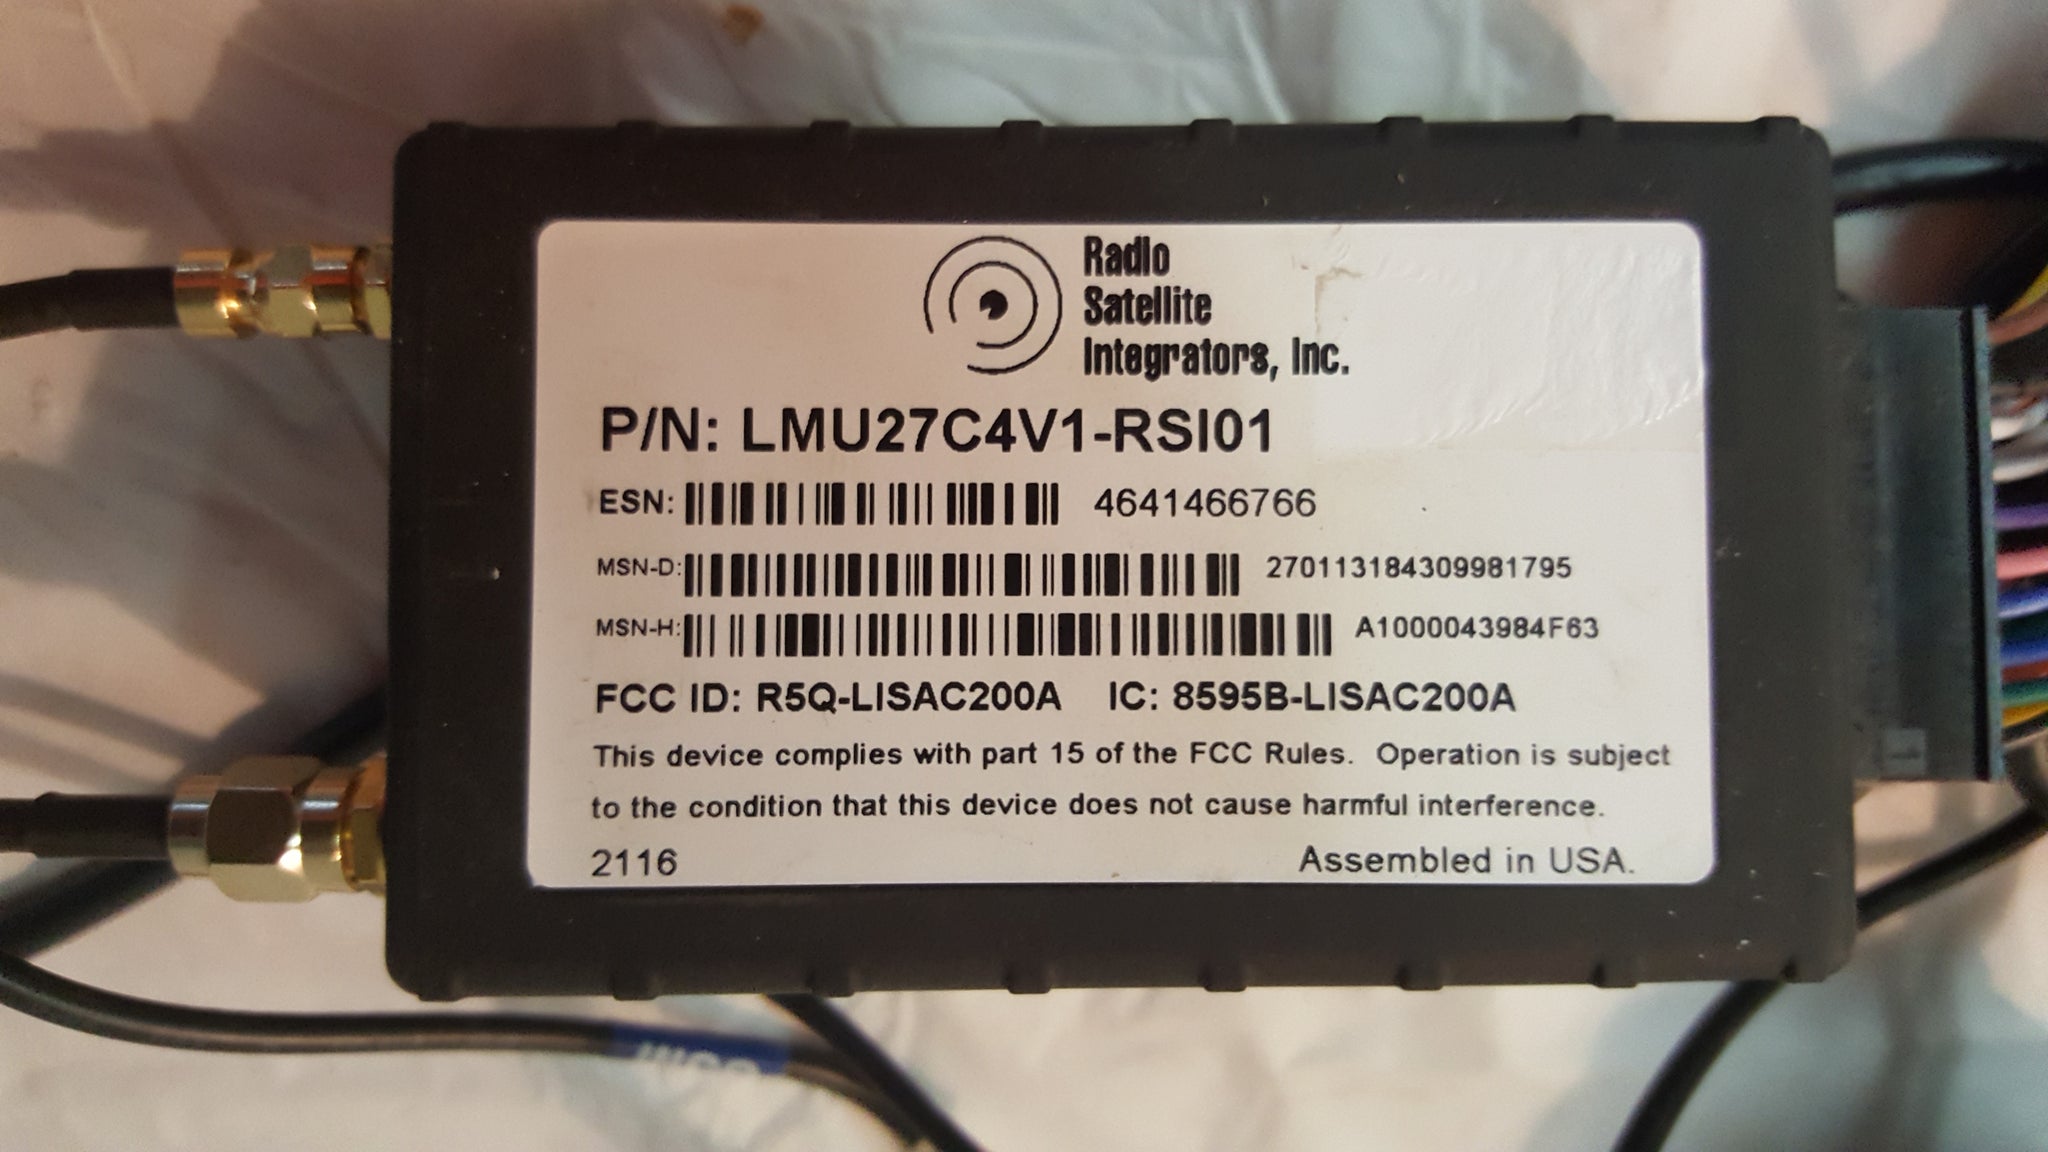 Radio
Satellite
Integrators, Inc.
P/N: LMU27C4V1-RSI01
ESN: 4641466766
MSN-D: 270113184309981795
MSN-H: A1000043984F63
FCC ID: R5Q-LISAC200A IC: 8595B-LISAC200A
This device complies with part 15 of the FCC Rules. Operation is subject
to the condition that this device does not cause harmful interference.
2116 Assembled in USA.